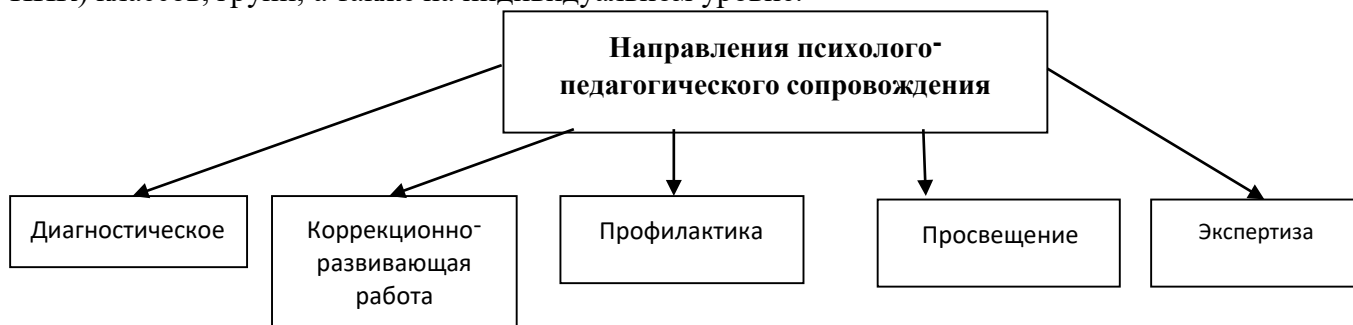 Направления психолого-
педагогического сопровождения
Диагностическое
Коррекционно-
развивающая
работа
Профилактика
Просвещение
Экспертиза